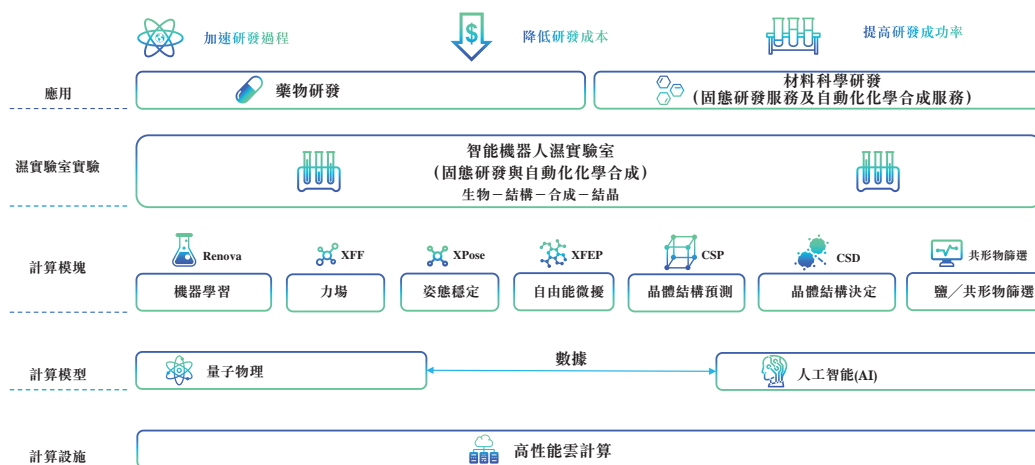 加速研發過程
降低研發成本
提高研發成功率
應用
藥物研發
材料科學研發
(固態研發服務及自動化化學合成服務)
濕實驗室實驗
智能機器人濕實驗室
(固態研發與自動化化學合成)
生物－結構－合成－結晶
計算模塊
Renova
XFF
XPose
XFEP
CSP
CSD
共形物篩選
機器學習
力場
姿態穩定
自由能微擾
晶體結構預測
晶體結構決定
鹽／共形物篩選
計算模型
量子物理
數據
人工智能(AI)
計算設施
高性能雲計算